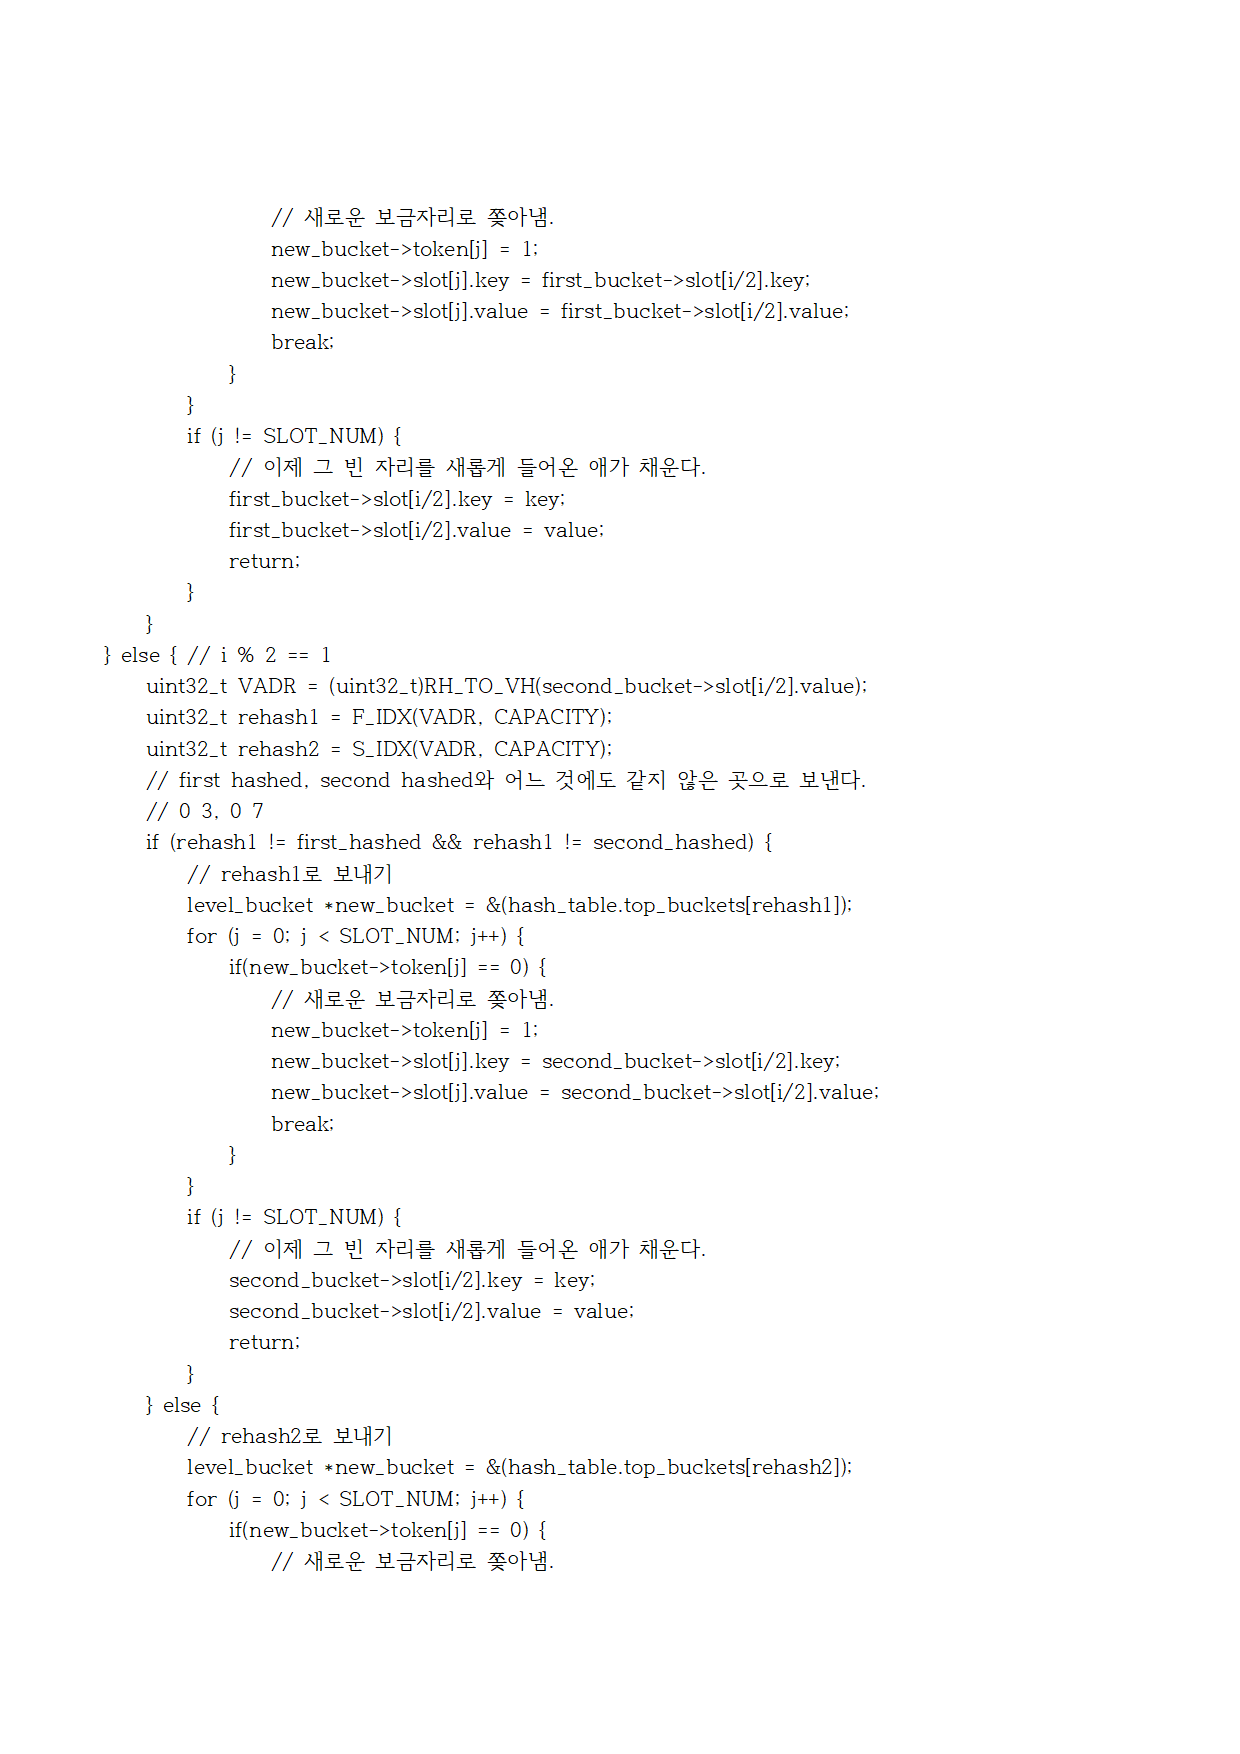 // 새로운 보금자리로 쫓아냄.
new_bucket->token[j] = 1;
new_bucket->slot[j].key = first_bucket->slot[i/2].key;
new_bucket->slot[j].value = first_bucket->slot[i/2].value;
break;
}
}
if (j != SLOT_NUM) {
// 이제 그 빈 자리를 새롭게 들어온 애가 채운다.
first_bucket->slot[i/2].key = key;
first_bucket->slot[i/2].value = value;
return;
}
}
} else { // i % 2 == 1
uint32_t VADR = (uint32_t)RH_TO_VH(second_bucket->slot[i/2].value);
uint32_t rehash1 = F_IDX(VADR, CAPACITY);
uint32_t rehash2 = S_IDX(VADR, CAPACITY);
// first hashed, second hashed와 어느 것에도 같지 않은 곳으로 보낸다.
// 0 3, 0 7
if (rehash1 != first_hashed && rehash1 != second_hashed) {
// rehash1로 보내기
level_bucket *new_bucket = &(hash_table.top_buckets[rehash1]);
for (j = 0; j < SLOT_NUM; j++) {
if(new_bucket->token[j] == 0) {
// 새로운 보금자리로 쫓아냄.
new_bucket->token[j] = 1;
new_bucket->slot[j].key = second_bucket->slot[i/2].key;
new_bucket->slot[j].value = second_bucket->slot[i/2].value;
break;
}
}
if (j != SLOT_NUM) {
// 이제 그 빈 자리를 새롭게 들어온 애가 채운다.
second_bucket->slot[i/2].key = key;
second_bucket->slot[i/2].value = value;
return;
}
} else {
// rehash2로 보내기
level_bucket *new_bucket = &(hash_table.top_buckets[rehash2]);
for (j = 0; j < SLOT_NUM; j++) {
if(new_bucket->token[j] == 0) {
// 새로운 보금자리로 쫓아냄.